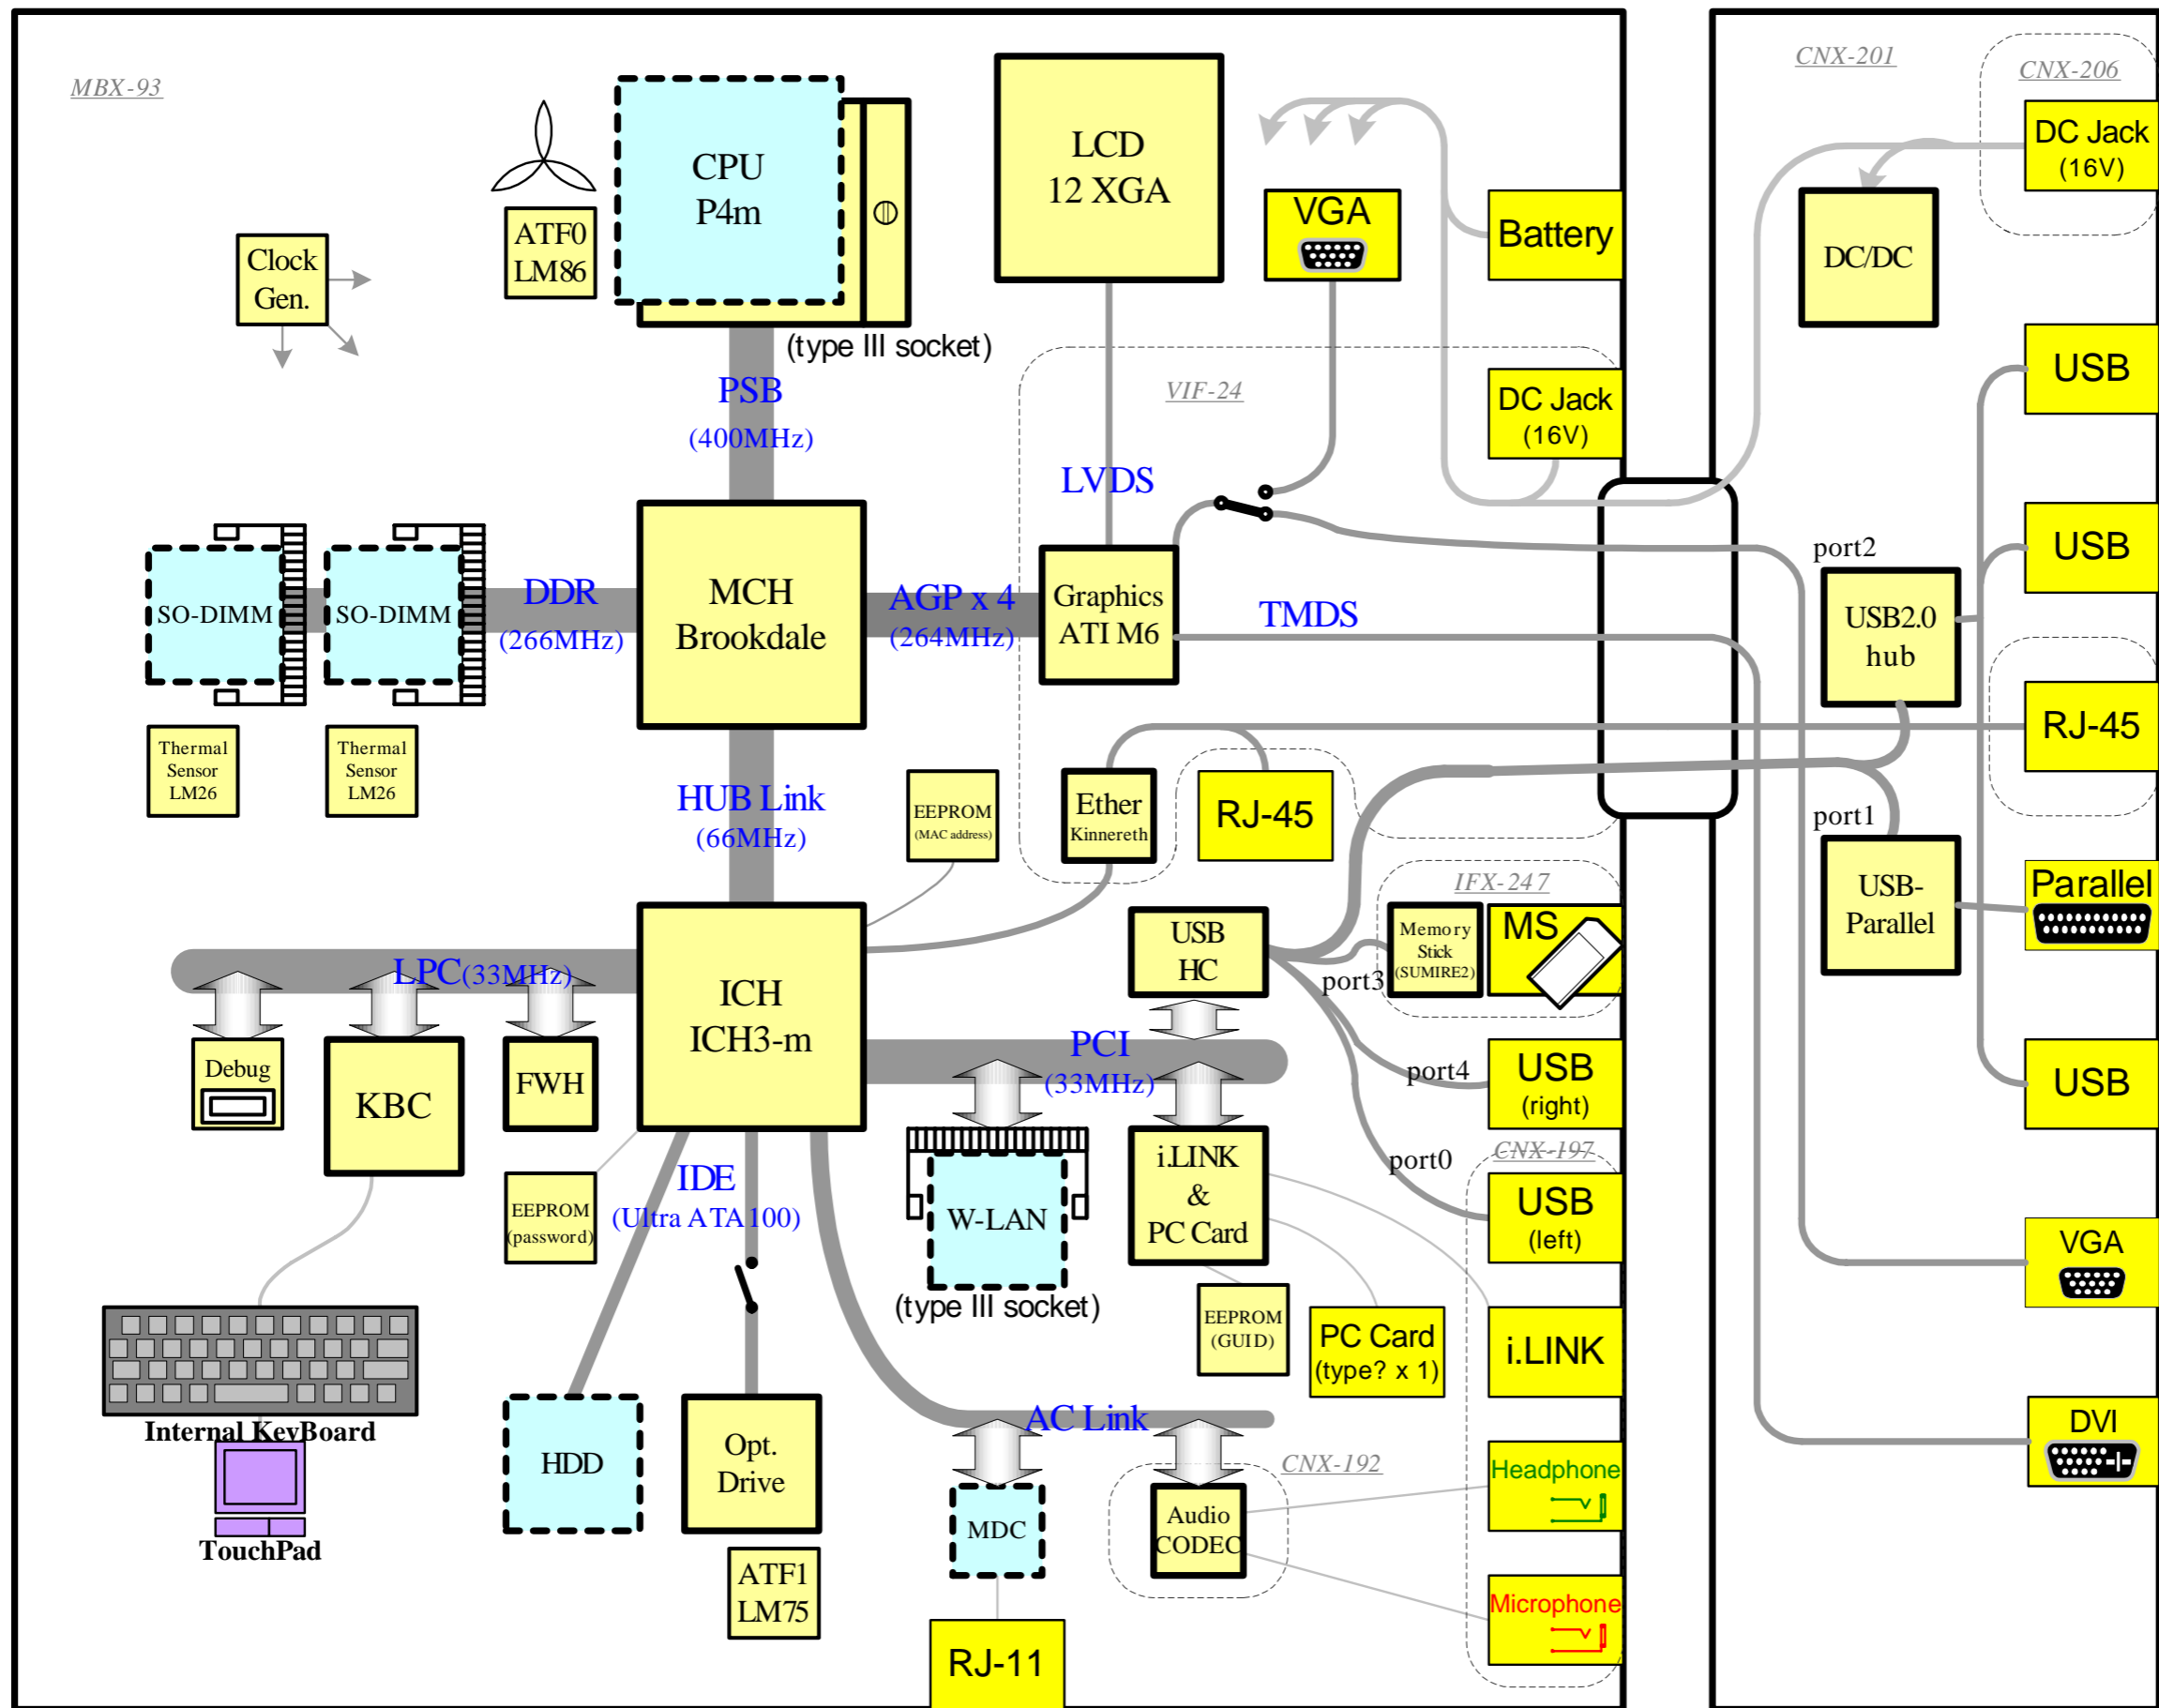 MBX-93
CNX-201
CNX-206
CPU
P4m
(type III socket)
ATF0
LM86
Clock
Gen.
LCD
12 XGA
VGA
Battery
DC Jack
(16V)
DC/DC
DC Jack
(16V)
USB
USB
PSB
(400MHz)
VIF-24
LVDS
SO-DIMM
SO-DIMM
DDR
(266MHz)
MCH
Brookdale
AGP x 4
(264MHz)
Graphics
ATI M6
TMDS
port2
USB2.0
hub
RJ-45
Thermal
Sensor
LM26
Thermal
Sensor
LM26
HUB Link
(66MHz)
EEPROM
(MAC address)
Ether
Kinnereth
RJ-45
port1
USB-
Parallel
Parallel
IFX-247
USB
HC
Memory
Stick
(SUMIRE2)
MS
port3
LPC(33MHz)
ICH
ICH3-m
PCI
(33MHz)
port4
USB
(right)
USB
Debug
KBC
FWH
CNX-197
port0
USB
(left)
EEPROM
(password)
IDE
(Ultra ATA100)
W-LAN
(type III socket)
i.LINK
&
PC Card
EEPROM
(GUID)
PC Card
(type? x 1)
i.LINK
VGA
DVI
Internal KeyBoard
TouchPad
HDD
Opt.
Drive
ATF1
LM75
AC Link
CNX-192
MDC
Audio
CODEC
Headphone
Microphone
RJ-11